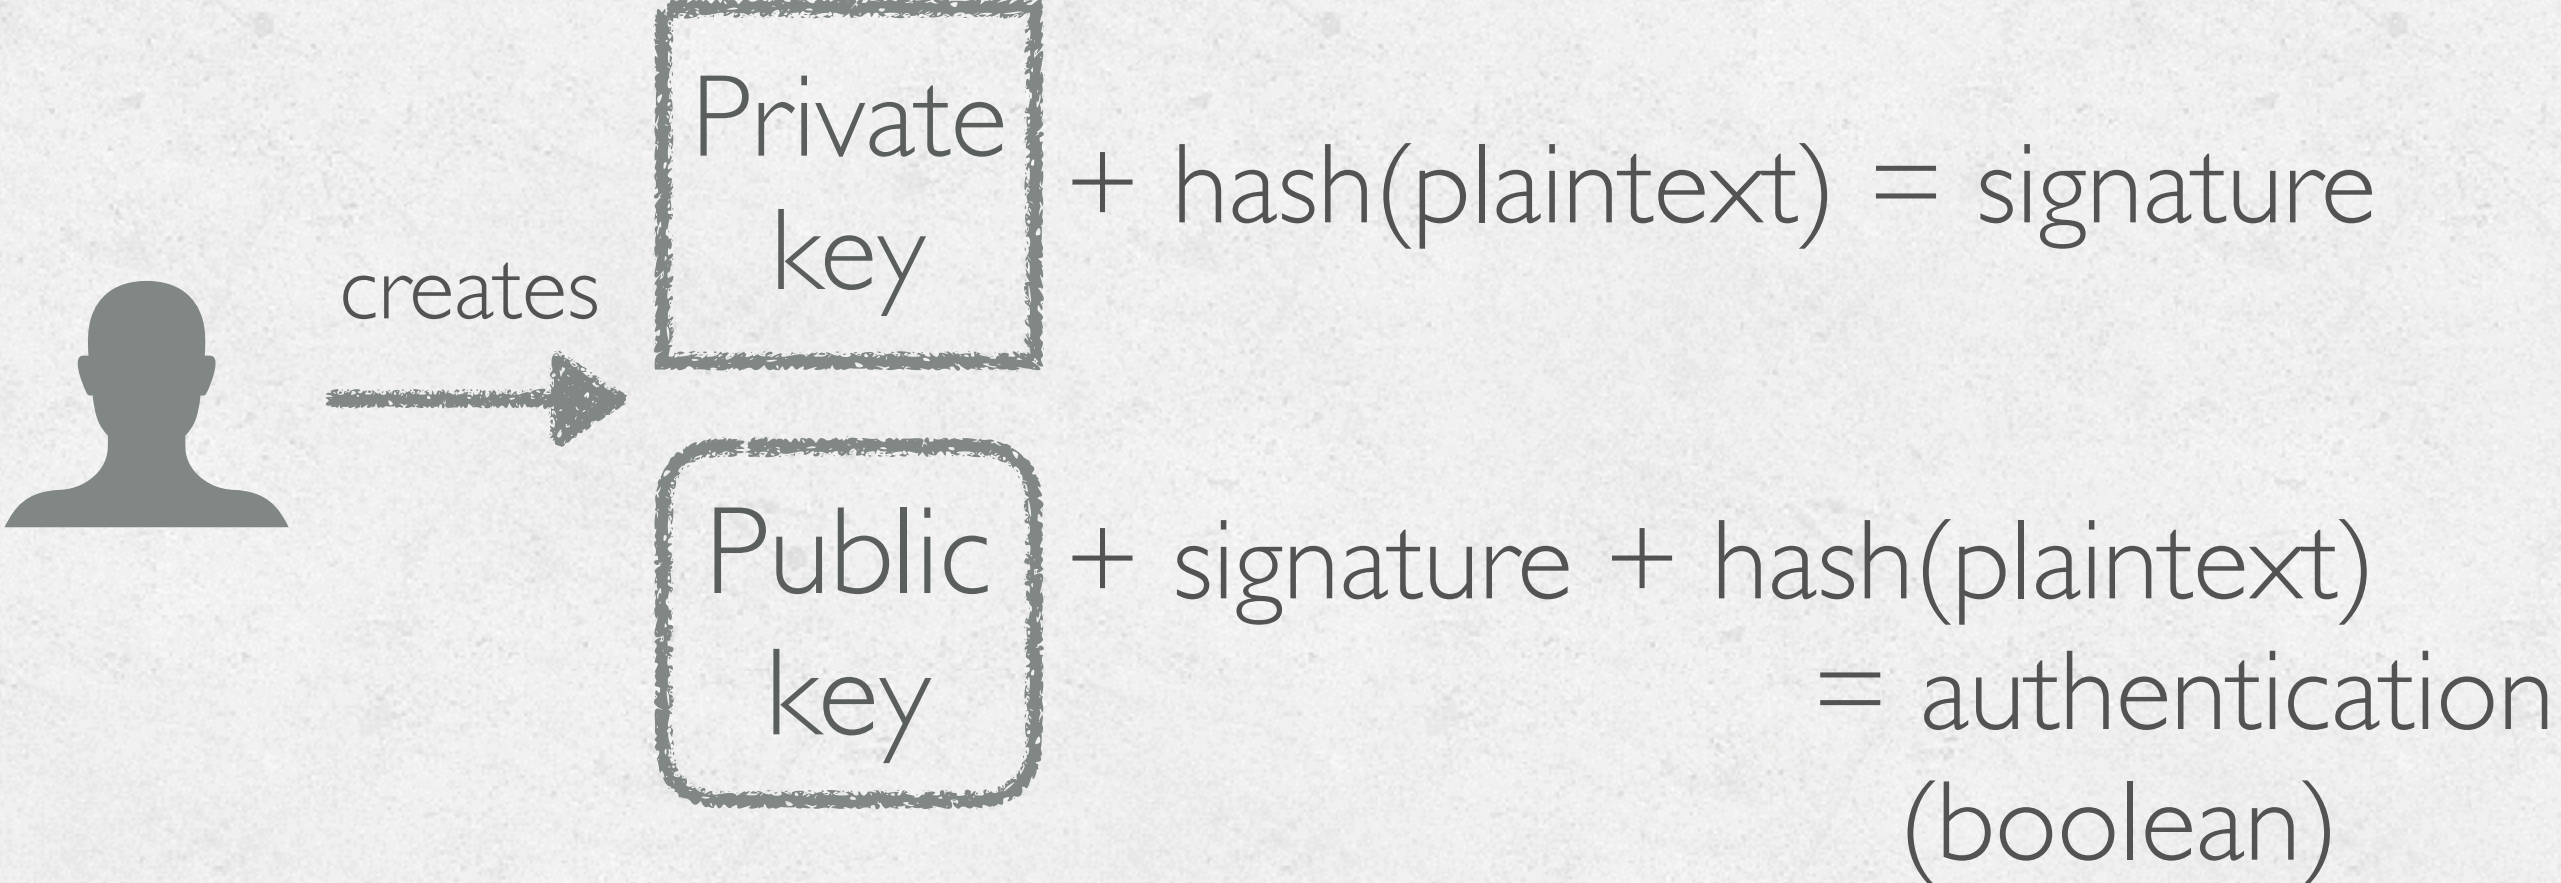 creates
Private
key
+ hash(plaintext) = signature
Public
key
+ signature + hash(plaintext)
= authentication
(boolean)